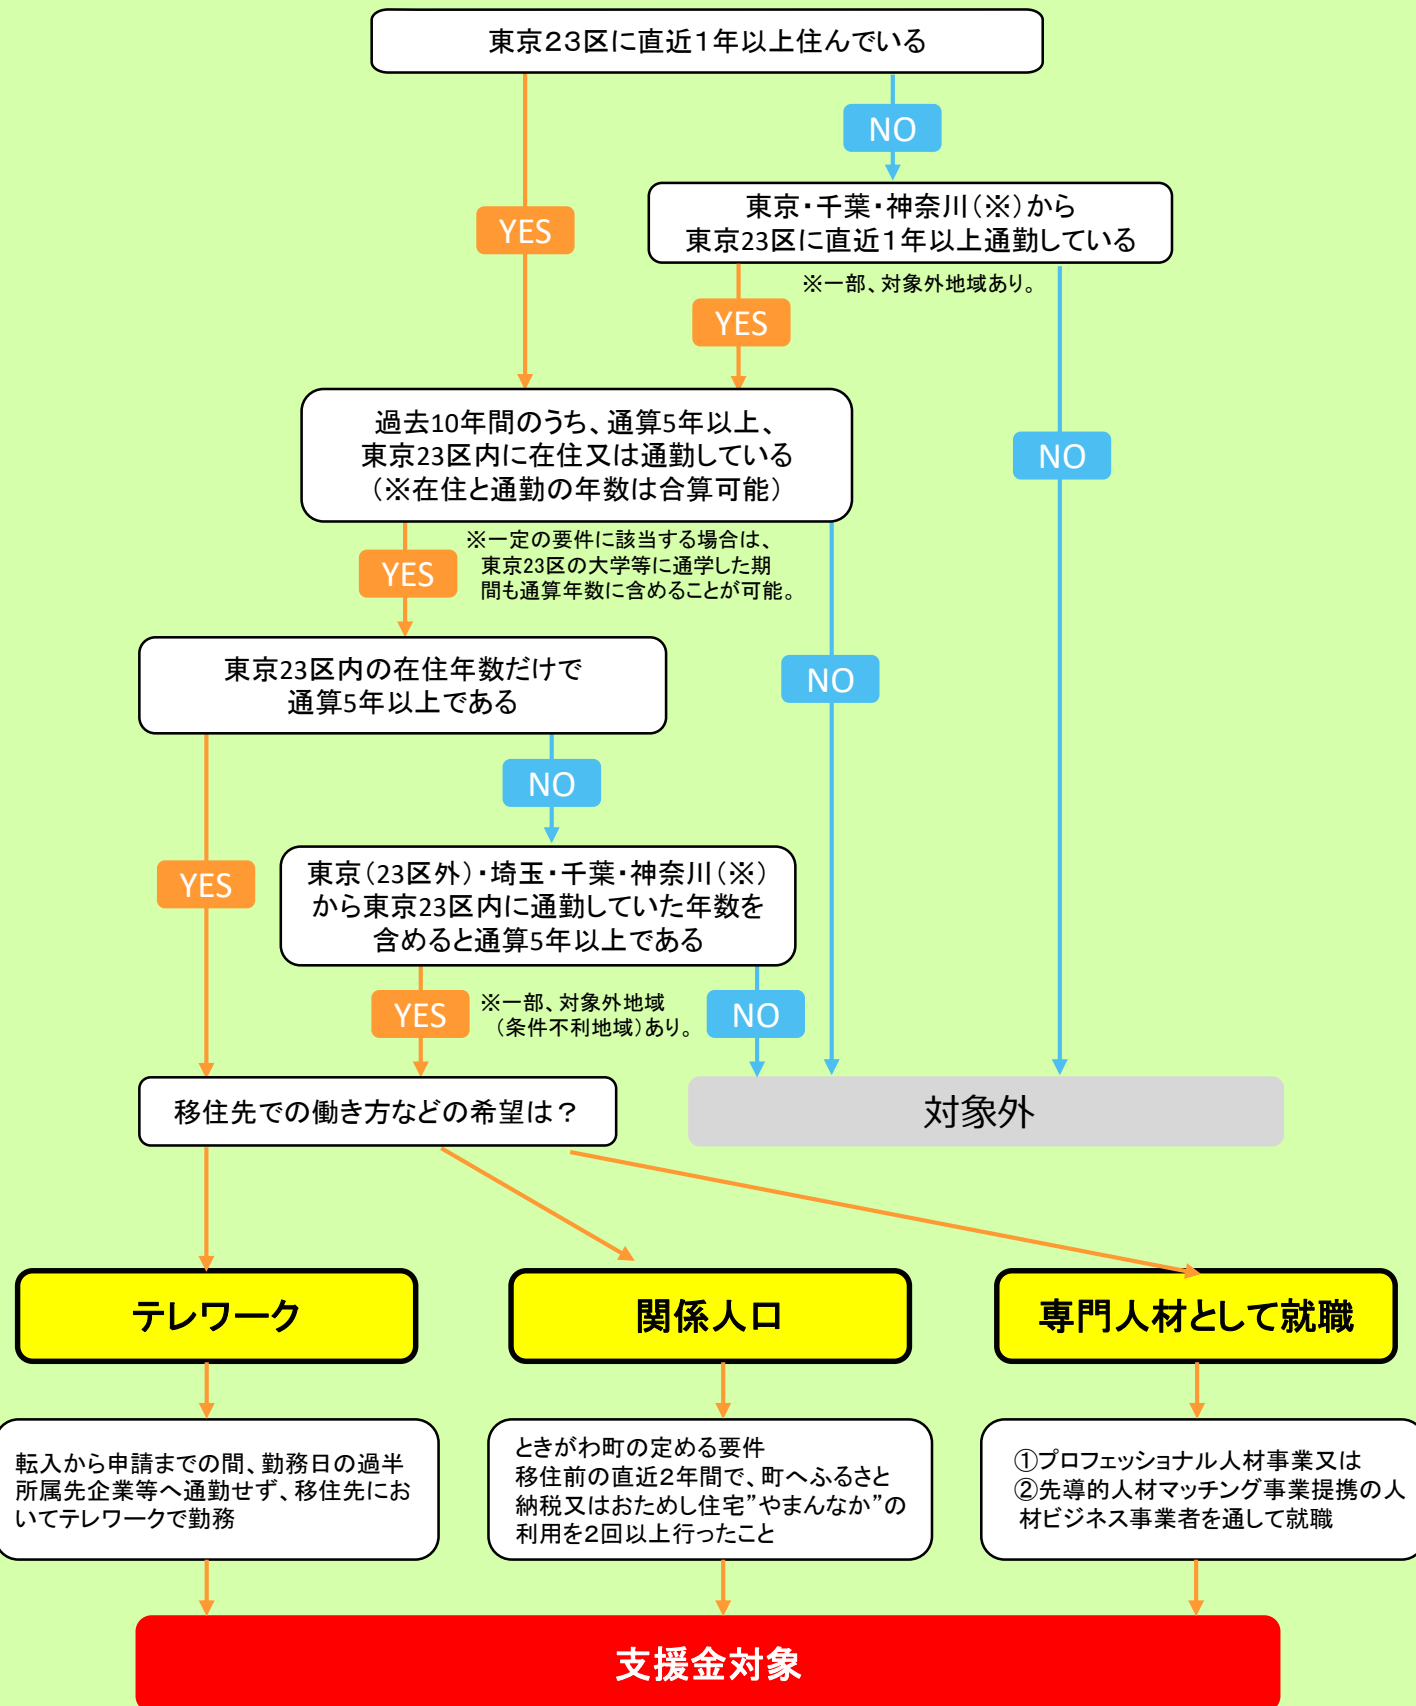 東京２３区に直近１年以上住んでいる
NO
YES
東京・千葉・神奈川（※）から
東京23区に直近１年以上通勤している
※一部、対象外地域あり。
YES
NO
過去10年間のうち、通算5年以上、
東京23区内に在住又は通勤している
（※在住と通勤の年数は合算可能）
※一定の要件に該当する場合は、
東京23区の大学等に通学した期
間も通算年数に含めることが可能。
YES
NO
東京23区内の在住年数だけで
通算5年以上である
NO
YES
東京（23区外）・埼玉・千葉・神奈川（※）
から東京23区内に通勤していた年数を
含めると通算5年以上である
YES
※一部、対象外地域
（条件不利地域）あり。
NO
移住先での働き方などの希望は？
対象外
テレワーク
関係人口
専門人材として就職
転入から申請までの間、勤務日の過半
所属先企業等へ通勤せず、移住先にお
いてテレワークで勤務
ときがわ町の定める要件
移住前の直近２年間で、町へふるさと
納税又はおためし住宅”やまんなか”の
利用を２回以上行ったこと
①プロフェッショナル人材事業又は
②先導的人材マッチング事業提携の人
材ビジネス事業者を通して就職
支援金対象